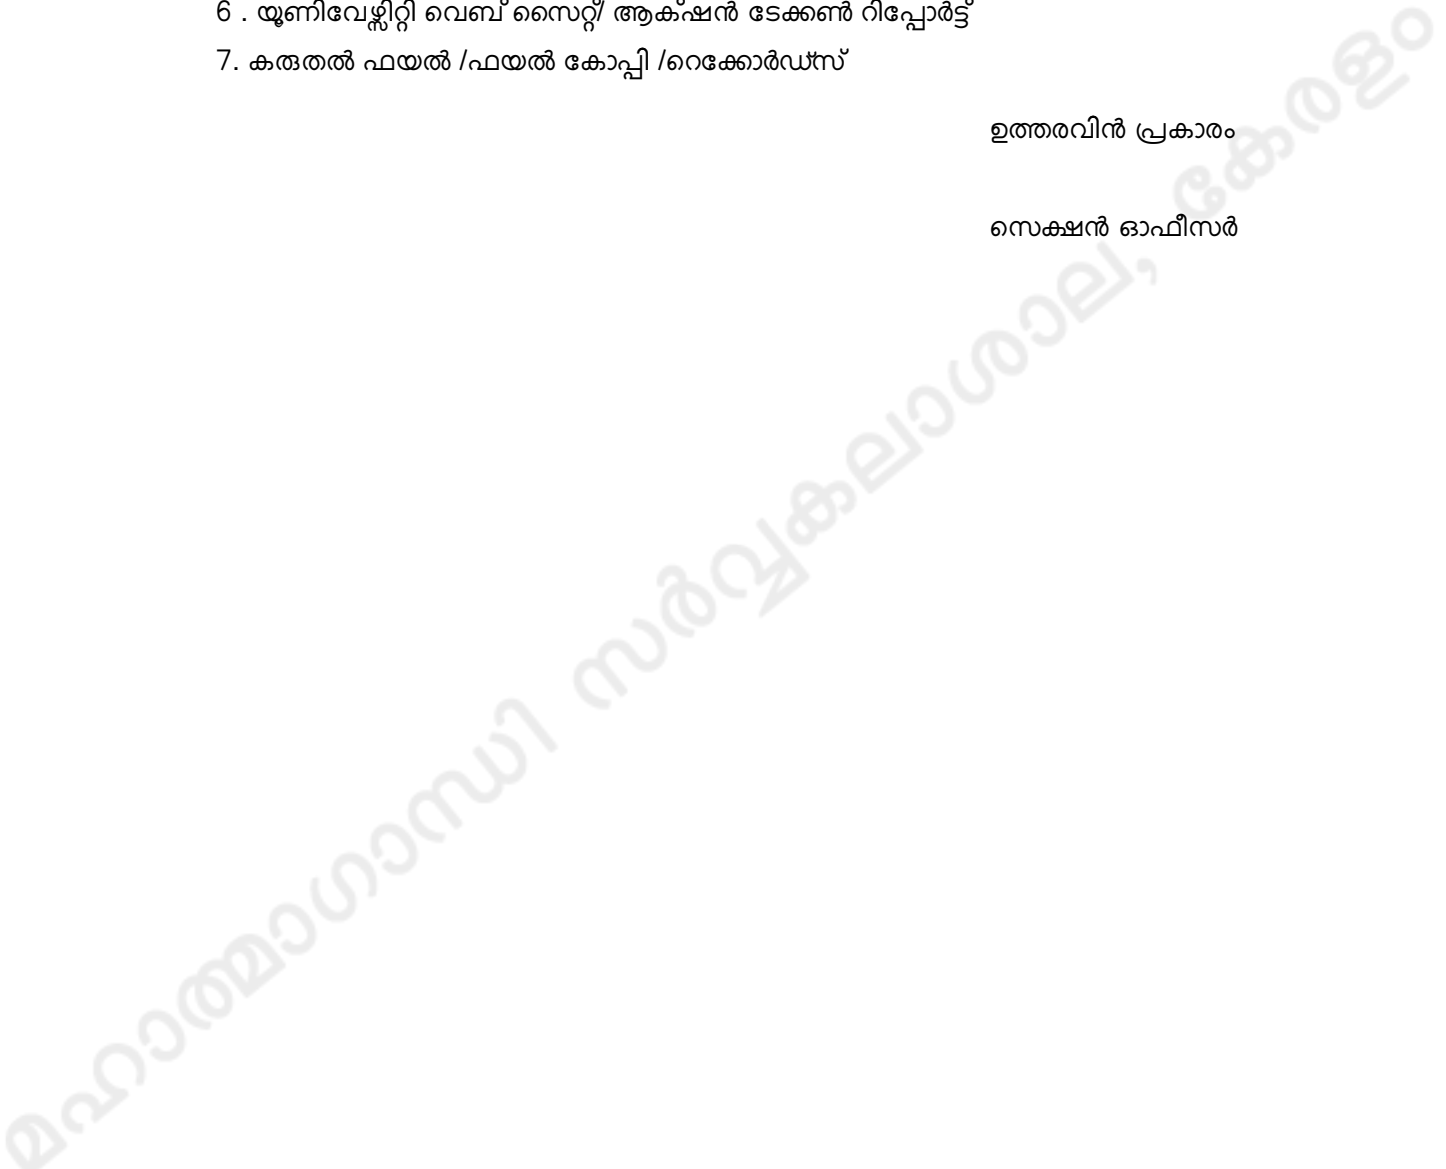 6 . യൂണിവേഴ്സിറ്റി വെബ് സൈറ്റ്/ ആക്ഷൻ ടേക്കൺ റിപ്പോർട്ട്
7. കരുതൽ ഫയൽ /ഫയൽ കോപ്പി /റെക്കോർഡ്സ്
ഉത്തരവിൻ പ്രകാരം
സെക്ഷൻ ഓഫീസർ
മഹാത്മാഗാന്ധി സർവ്വകലാശാല, കേരളം